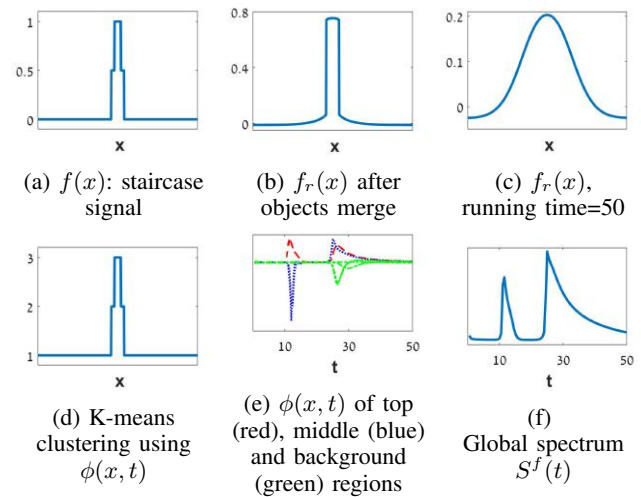 1
0.5
0
x
(a) f(x): staircase
signal
0.8
0.4
0
x
(b) f_r(x) after
objects merge
0.2
0.1
0
x
(c) f_r(x),
running time=50
3
2
1
x
(d) K-means
clustering using
ϕ(x, t)
10 30 50
t
(e) ϕ(x, t) of top
(red), middle (blue)
and background
(green) regions
10 30 50
t
(f)
Global spectrum
S^f(t)